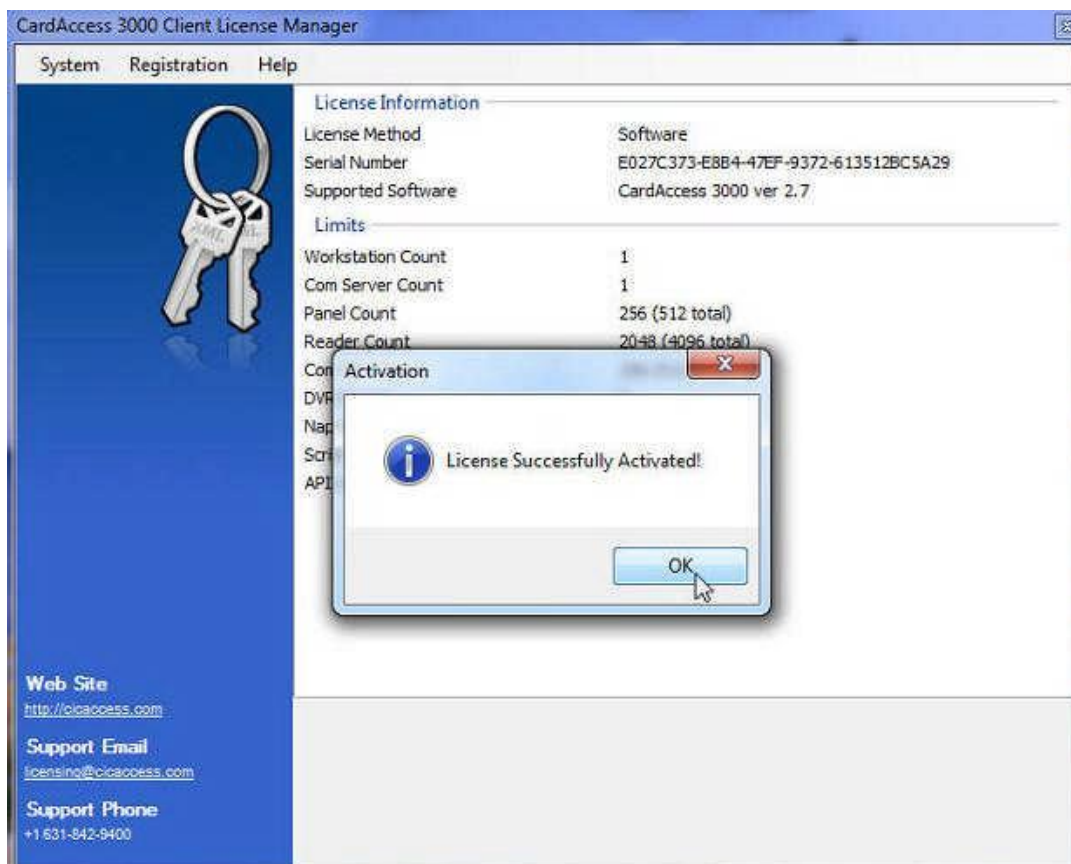 CardAccess 3000 Client License Manager
System Registration Help
License Information
License Method Software
Serial Number E027C373-E8B4-47EF-9372-613512BC5A29
Supported Software CardAccess 3000 ver 2.7
Limits
Workstation Count 1
Com Server Count 1
Panel Count 256 (512 total)
Reader Count 2048 (4096 total)
Activation
License Successfully Activated!
OK
XML
Web Site
http://cicaccess.com
Support Email
licensing@cicaccess.com
Support Phone
+1 631-842-9400